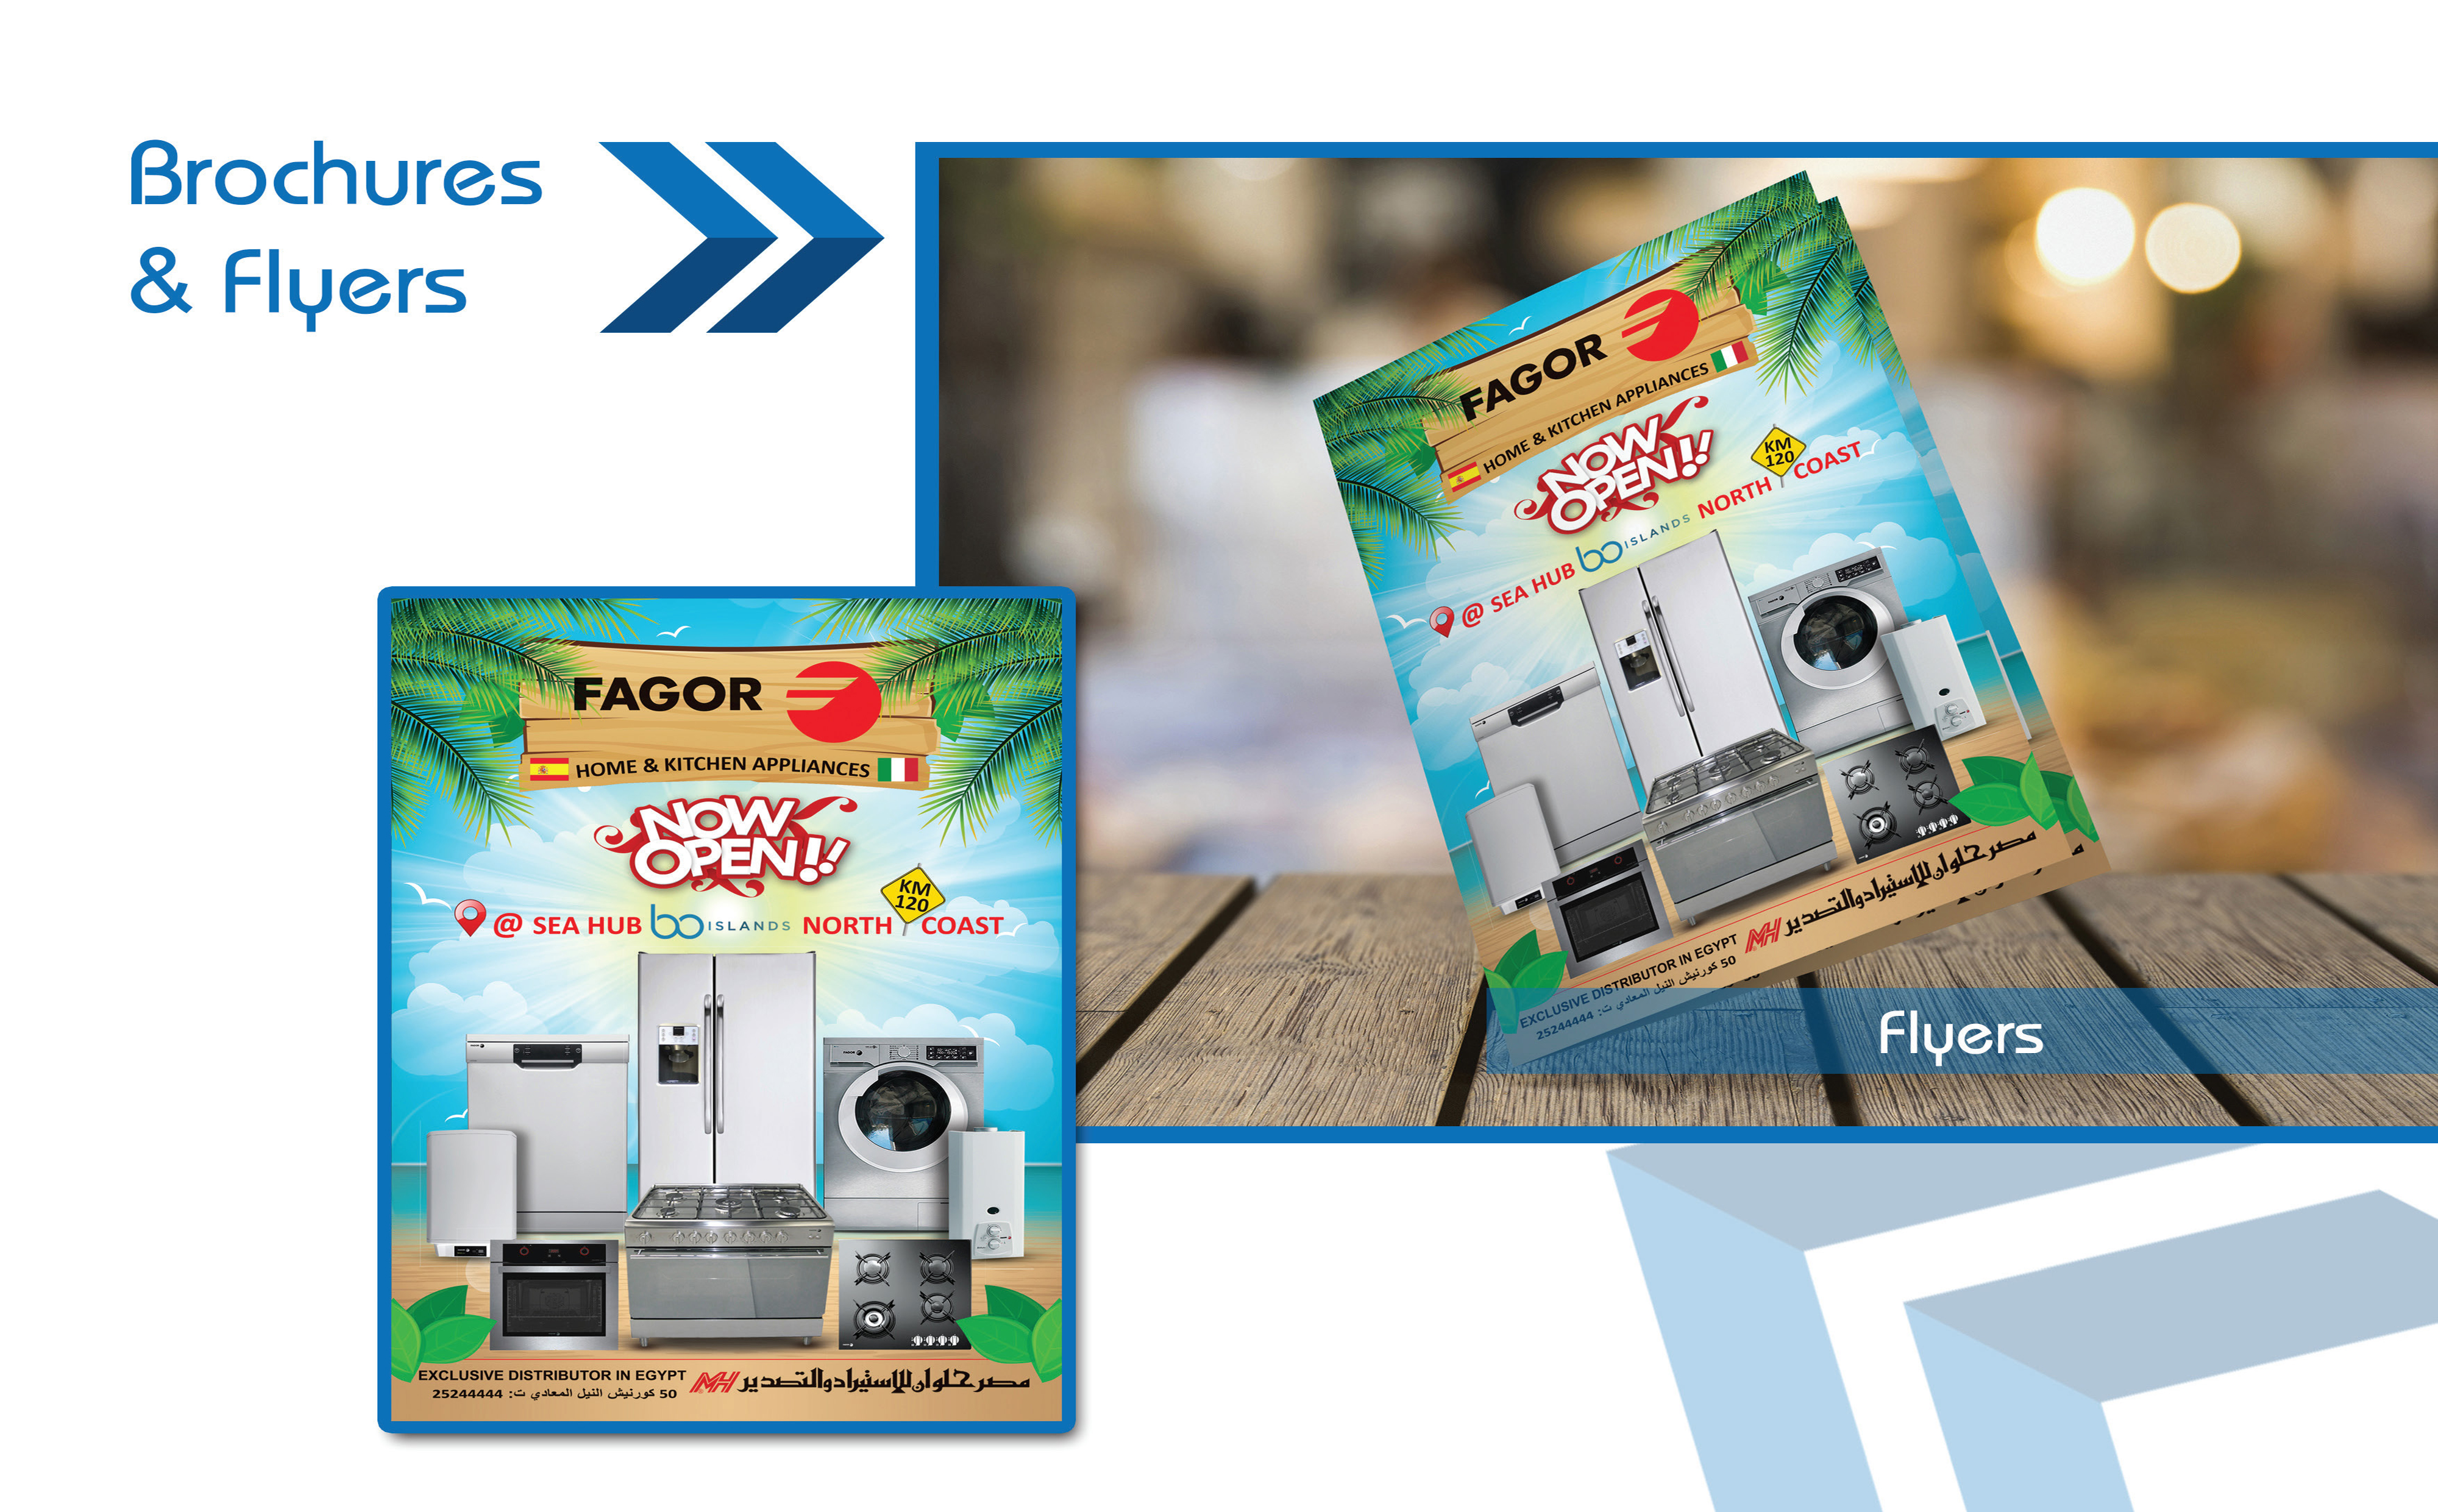 Brochures
& Flyers
FAGOR
HOME & KITCHEN APPLIANCES
NOW
OPEN!!
KM
120
@ SEA HUB bo ISLANDS NORTH COAST
EXCLUSIVE DISTRIBUTOR IN EGYPT
50 كورنيش النيل المعادي ت: 25244444
MH مصر حلوان للإستيراد والتصدير
FAGOR
HOME & KITCHEN APPLIANCES
NOW
OPEN!!
KM
120
@ SEA HUB bo ISLANDS NORTH COAST
EXCLUSIVE DISTRIBUTOR IN EGYPT
50 كورنيش النيل المعادي ت: 25244444
MH مصر حلوان للإستيراد والتصدير
Flyers